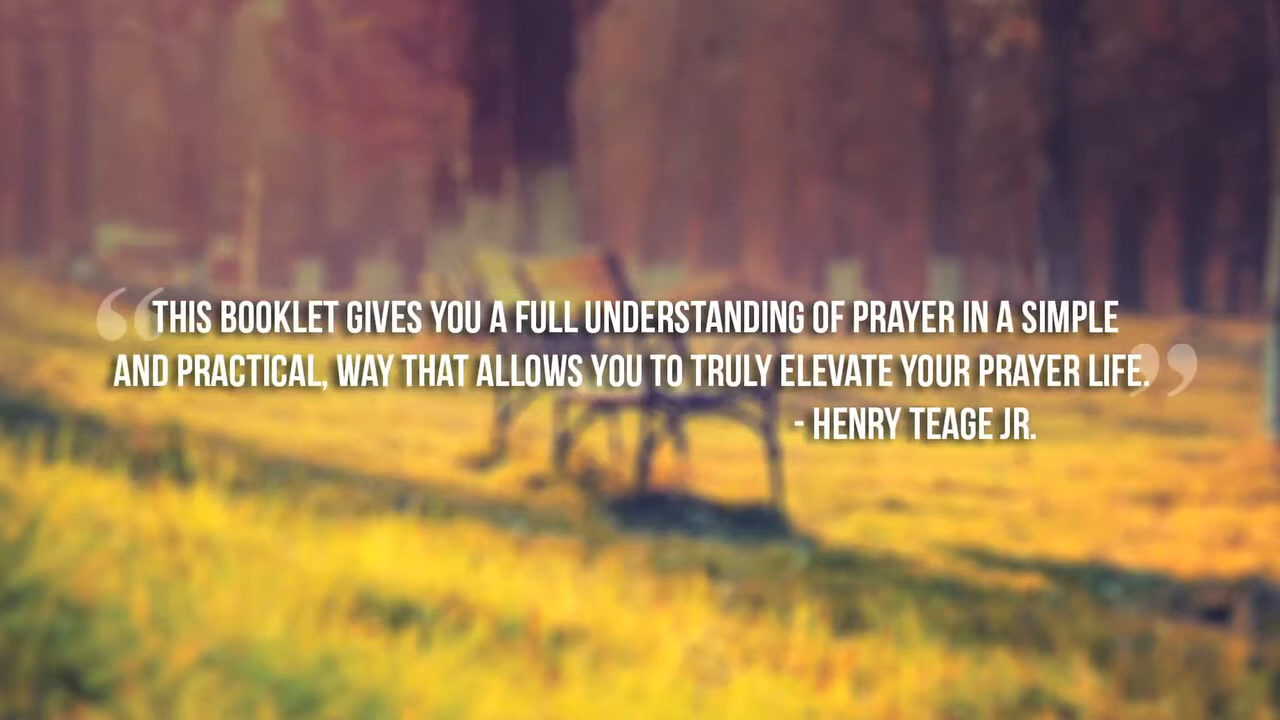 “THIS BOOKLET GIVES YOU A FULL UNDERSTANDING OF PRAYER IN A SIMPLE
AND PRACTICAL, WAY THAT ALLOWS YOU TO TRULY ELEVATE YOUR PRAYER LIFE.”
- HENRY TEAGE JR.